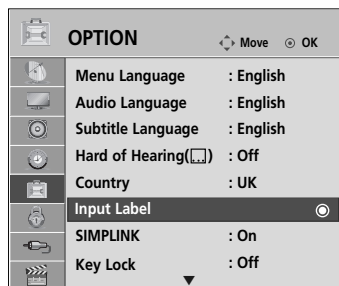 OPTION Move OK
Menu Language : English
Audio Language : English
Subtitle Language : English
Hard of Hearing( ) : Off
Country : UK
Input Label
SIMPLINK : On
Key Lock : Off